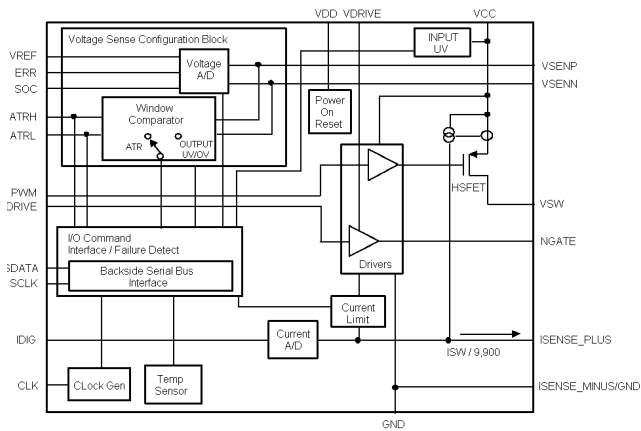 VDD VDRIVE VCC
Voltage Sense Configuration Block
INPUT
UV
VREF
ERR
SOC
Voltage
A/D
VSENP
VSENN
ATRH
ATRL
Window
Comparator
ATR
OUTPUT
UV/OV
Power
On
Reset
HSFET
PWM
DRIVE
VSW
I/O Command
Interface / Failure Detect
Backside Serial Bus
Interface
SDATA
SCLK
Drivers
NGATE
Current
Limit
IDIG
Current
A/D
ISW / 9,900
ISENSE_PLUS
CLK
CLock Gen
Temp
Sensor
ISENSE_MINUS/GND
GND